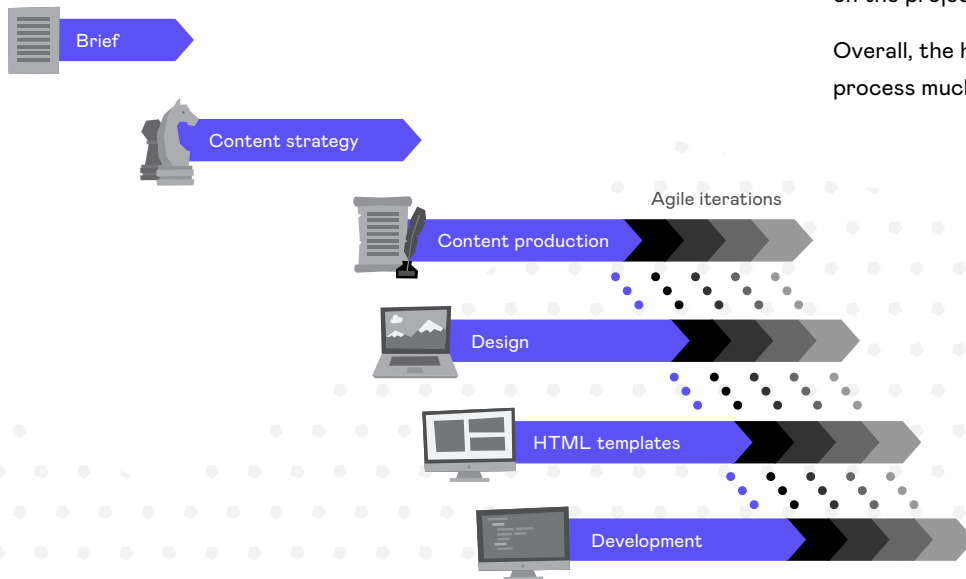 Overall, the h
process much
Brief
Content strategy
Agile iterations
Content production
Design
HTML templates
Development